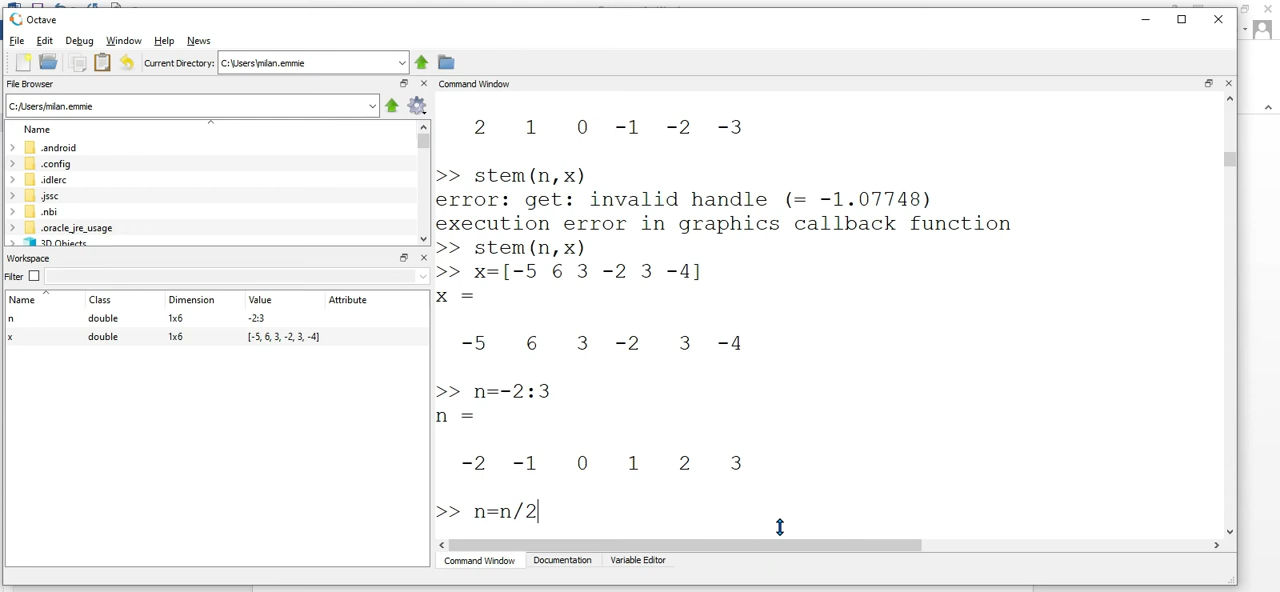 Octave
File Edit Debug Window Help News
Current Directory: C:\Users\milan.emmie
File Browser
C:/Users/milan.emmie
Name
.android
.config
.idlerc
.jssc
.nbi
.oracle_jre_usage
3D Objects
Workspace
Filter
Name Class Dimension Value Attribute
n double 1x6 -2:3
x double 1x6 [-5, 6, 3, -2, 3, -4]
Command Window
2 1 0 -1 -2 -3
>> stem(n,x)
error: get: invalid handle (= -1.07748)
execution error in graphics callback function
>> stem(n,x)
>> x=[-5 6 3 -2 3 -4]
x =
-5 6 3 -2 3 -4
>> n=-2:3
n =
-2 -1 0 1 2 3
>> n=n/2
Command Window Documentation Variable Editor